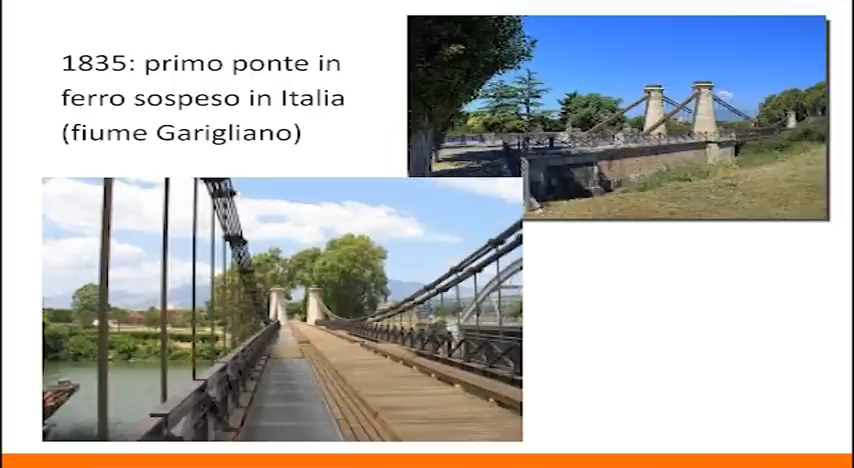 1835: primo ponte in
ferro sospeso in Italia
(fiume Garigliano)